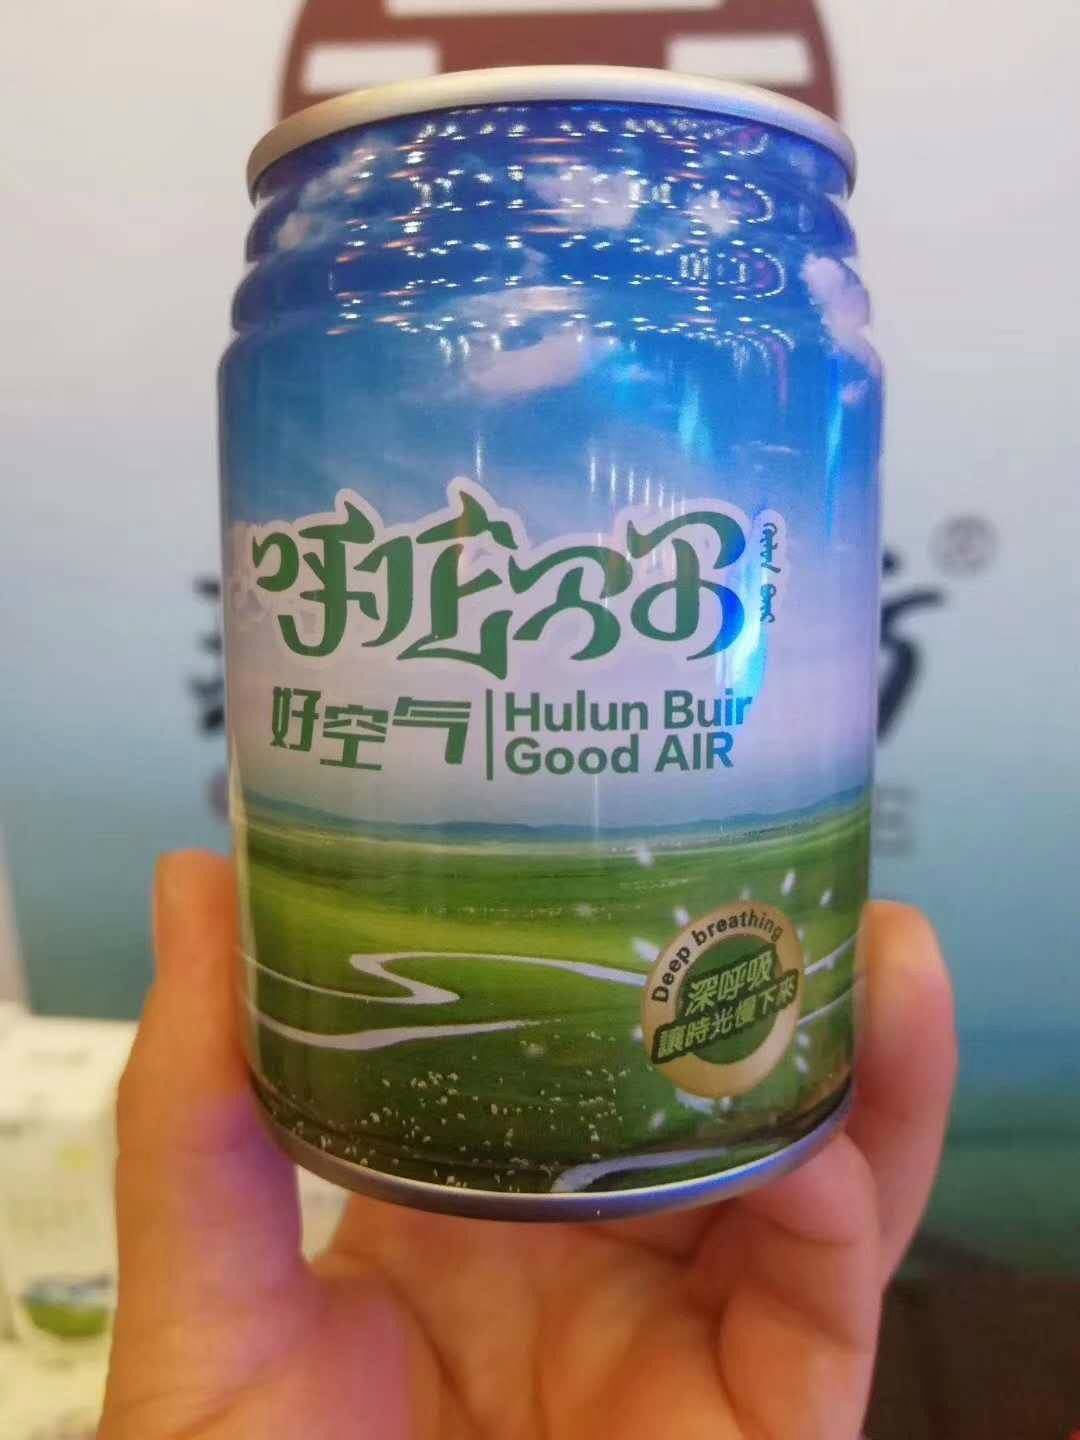 呼伦贝尔
好空气
Hulun Buir
Good AIR
Deep breathing
深呼吸
讓時光慢下來